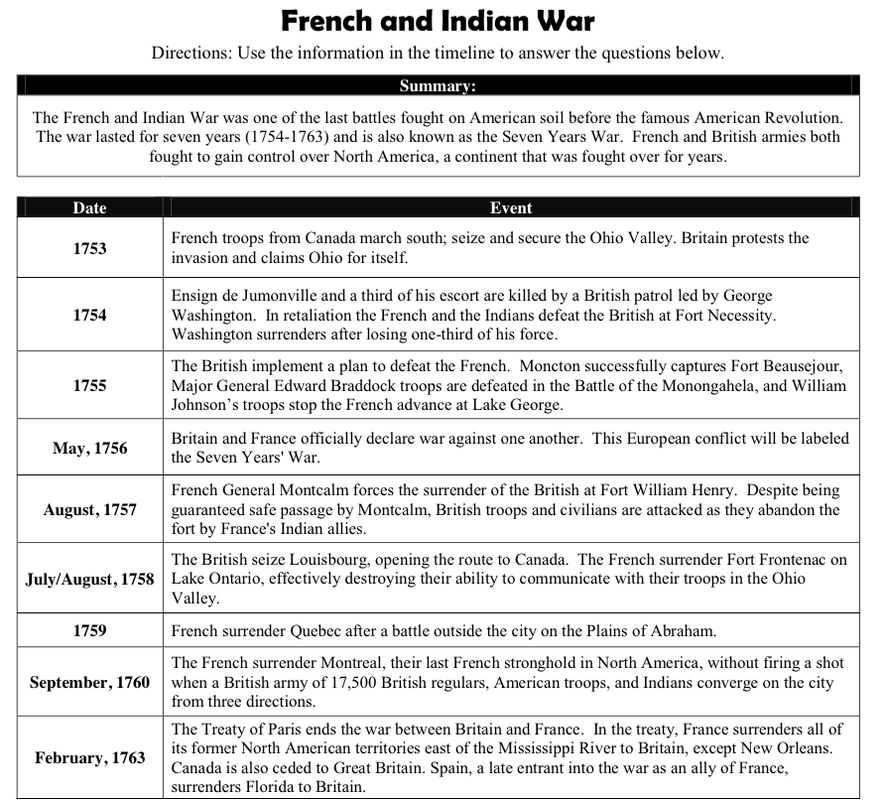 French and Indian War
Directions: Use the information in the timeline to answer the questions below.
Summary:
The French and Indian War was one of the last battles fought on American soil before the famous American Revolution.
The war lasted for seven years (1754-1763) and is also known as the Seven Years War.  French and British armies both
fought to gain control over North America, a continent that was fought over for years.
Date
Event
1753
French troops from Canada march south; seize and secure the Ohio Valley. Britain protests the
invasion and claims Ohio for itself.
1754
Ensign de Jumonville and a third of his escort are killed by a British patrol led by George
Washington.  In retaliation the French and the Indians defeat the British at Fort Necessity.
Washington surrenders after losing one-third of his force.
1755
The British implement a plan to defeat the French.  Moncton successfully captures Fort Beausejour,
Major General Edward Braddock troops are defeated in the Battle of the Monongahela, and William
Johnson's troops stop the French advance at Lake George.
May, 1756
Britain and France officially declare war against one another.  This European conflict will be labeled
the Seven Years' War.
August, 1757
French General Montcalm forces the surrender of the British at Fort William Henry.  Despite being
guaranteed safe passage by Montcalm, British troops and civilians are attacked as they abandon the
fort by France's Indian allies.
July/August, 1758
The British seize Louisbourg, opening the route to Canada.  The French surrender Fort Frontenac on
Lake Ontario, effectively destroying their ability to communicate with their troops in the Ohio
Valley.
1759
French surrender Quebec after a battle outside the city on the Plains of Abraham.
September, 1760
The French surrender Montreal, their last French stronghold in North America, without firing a shot
when a British army of 17,500 British regulars, American troops, and Indians converge on the city
from three directions.
February, 1763
The Treaty of Paris ends the war between Britain and France.  In the treaty, France surrenders all of
its former North American territories east of the Mississippi River to Britain, except New Orleans.
Canada is also ceded to Great Britain. Spain, a late entrant into the war as an ally of France,
surrenders Florida to Britain.